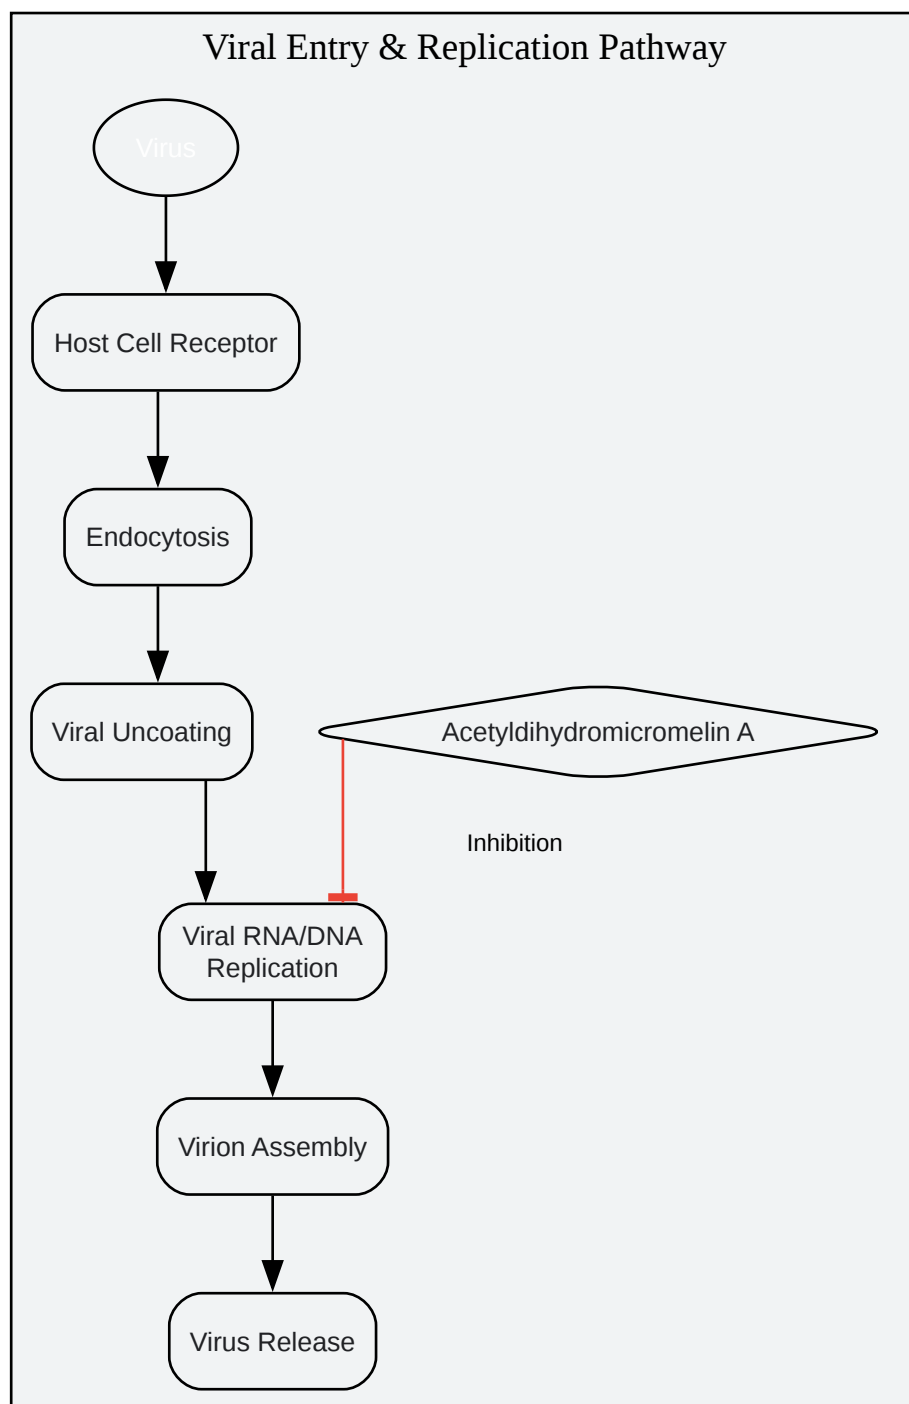 Viral Entry & Replication Pathway
Virus
Host Cell Receptor
Endocytosis
Viral Uncoating
Acetyldihydromicromelin A
Inhibition
Viral RNA/DNA
Replication
Virion Assembly
Virus Release